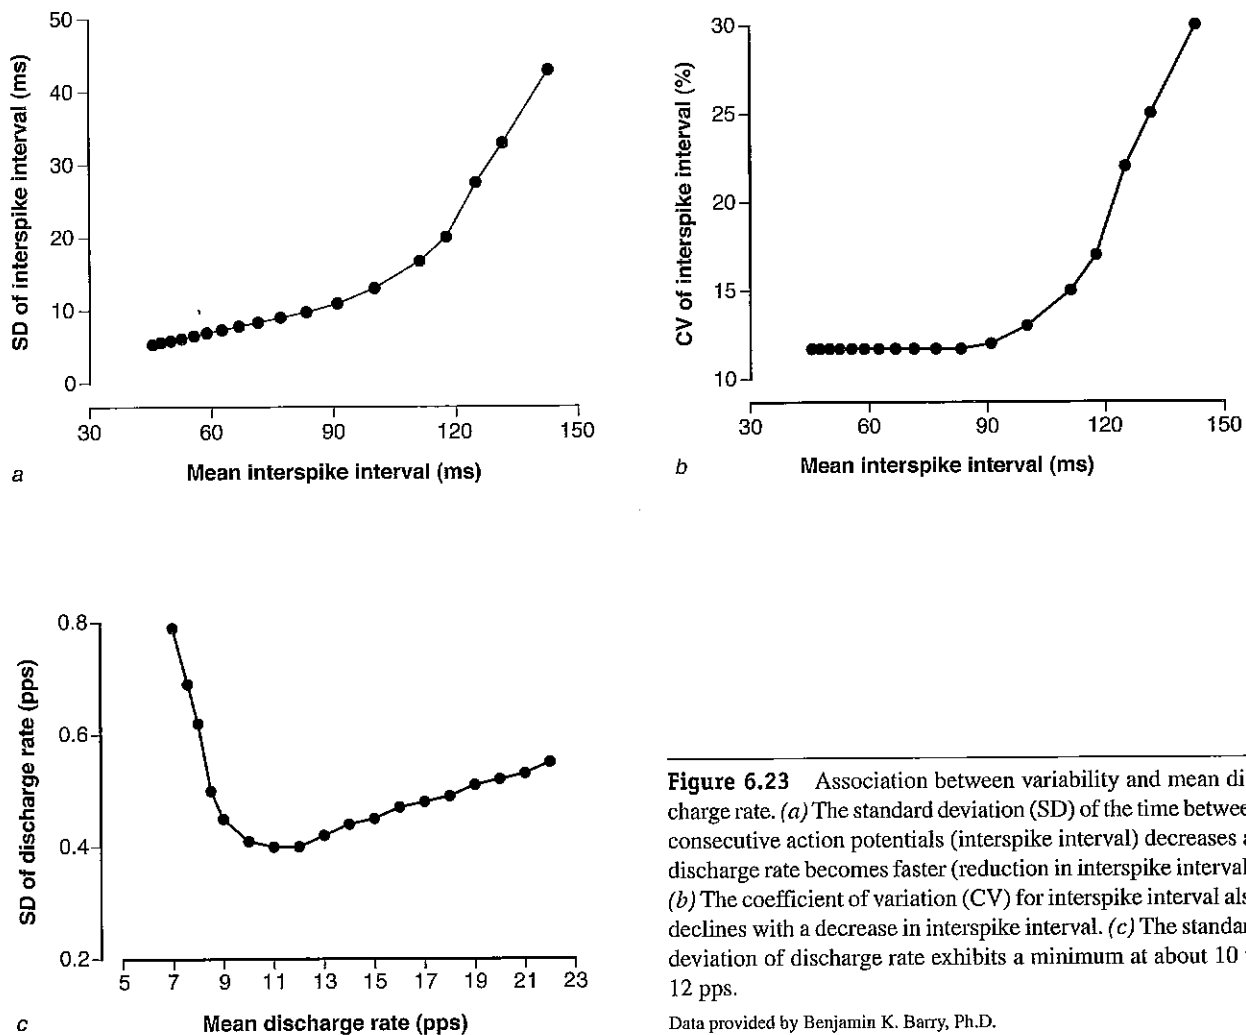 50
40
30
20
10
0
SD of interspike interval (ms)
30 60 90 120 150
Mean interspike interval (ms)
a
30
25
20
15
10
CV of interspike interval (%)
30 60 90 120 150
Mean interspike interval (ms)
b
0.8
0.6
0.4
0.2
SD of discharge rate (pps)
5 7 9 11 13 15 17 19 21 23
Mean discharge rate (pps)
c
Figure 6.23 Association between variability and mean di
charge rate. (a) The standard deviation (SD) of the time betwee
consecutive action potentials (interspike interval) decreases a
discharge rate becomes faster (reduction in interspike interval
(b) The coefficient of variation (CV) for interspike interval als
declines with a decrease in interspike interval. (c) The standar
deviation of discharge rate exhibits a minimum at about 10
12 pps.
Data provided by Benjamin K. Barry, Ph.D.